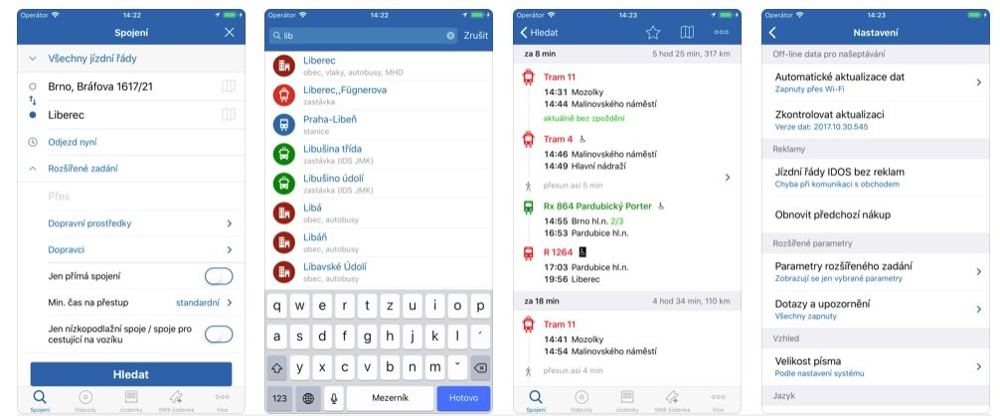 Operátor 14:22
Spojení
Všechny jízdní řády
Brno, Bráfova 1617/21
Liberec
Odjezd nyní
Rozšířené zadání
Přes
Dopravní prostředky
Dopravci
Jen přímá spojení
Min. čas na přestup standardní
Jen nízkopodlažní spoje / spoje pro
cestující na vozíku
Hledat
Spojení Odjezdy Jízdenky SMS jízdenka Více
Operátor 14:22
lib Zrušit
Liberec
obec, vlaky, autobusy, MHD
Liberec,,Fügnerova
zastávka
Praha-Libeň
stanice
Libušina třída
zastávka (IDS JMK)
Libušino údolí
zastávka (IDS JMK)
Libá
obec, autobusy
Libáň
obec, autobusy
Libavské Údolí
obec, autobusy
q w e r t z u i o p
a s d f g h j k l ´
y x c v b n m ˇ
123 Mezerník Hotovo
Operátor 14:23
Hledat
za 8 min 5 hod 25 min, 317 km
Tram 11
14:31 Mozolky
14:44 Malinovského náměstí
aktuálně bez zpoždění
Tram 4
14:46 Malinovského náměstí
14:49 Hlavní nádraží
přesun asi 5 min
Rx 864 Pardubický Porter
14:55 Brno hl.n. 2/3
16:53 Pardubice hl.n.
R 1264
17:03 Pardubice hl.n.
19:56 Liberec
za 18 min 4 hod 34 min, 110 km
Tram 11
14:41 Mozolky
14:54 Malinovského náměstí
přesun asi 4 min
Spojení Odjezdy Jízdenky SMS jízdenka Více
Operátor 14:23
Nastavení
Off-line data pro našeptávání
Automatické aktualizace dat
Zapnuty přes Wi-Fi
Zkontrolovat aktualizaci
Verze dat: 2017.10.30.545
Reklamy
Jízdní řády IDOS bez reklam
Chyba při komunikaci s obchodem
Obnovit předchozí nákup
Rozšířené parametry
Parametry rozšířeného zadání
Zobrazují se jen vybrané parametry
Dotazy a upozornění
Všechny zapnuty
Vzhled
Velikost písma
Podle nastavení systému
Jazyk